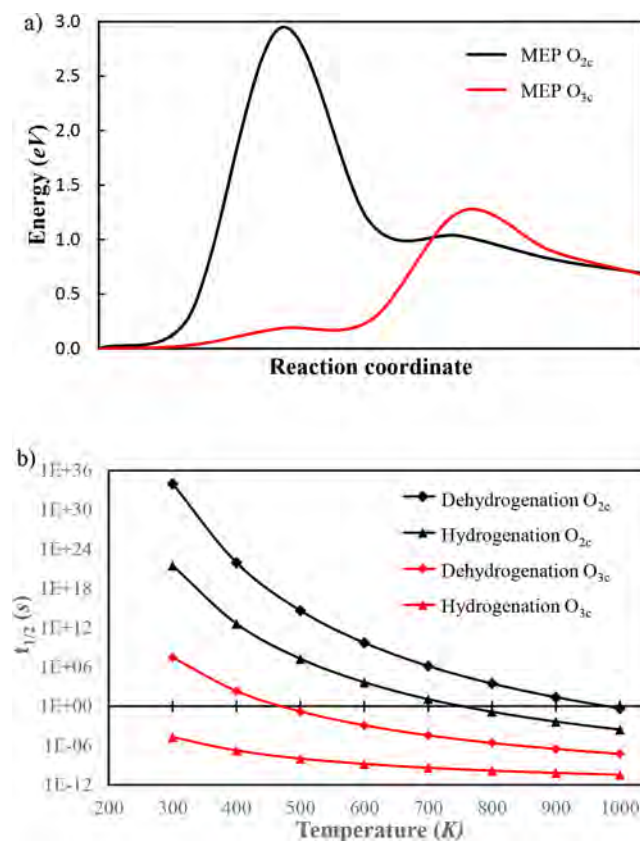 a)
3.0
2.5
2.0
1.5
1.0
0.5
0.0
Energy (eV)
MEP O2c
MEP O3c
Reaction coordinate
b)
1E+36
1E+30
1E+24
1E+18
1E+12
1E+06
1E+00
1E-06
1E-12
t1/2 (s)
Dehydrogenation O2c
Hydrogenation O2c
Dehydrogenation O3c
Hydrogenation O3c
200 300 400 500 600 700 800 900 1000
Temperature (K)